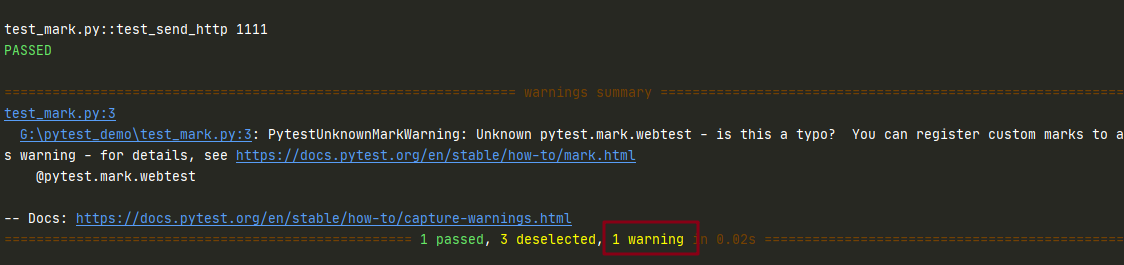 test_mark.py::test_send_http 1111
PASSED
================================================================ warnings summary ==========================================================
test_mark.py:3
G:\pytest_demo\test_mark.py:3: PytestUnknownMarkWarning: Unknown pytest.mark.webtest - is this a typo?  You can register custom marks to a
s warning - for details, see https://docs.pytest.org/en/stable/how-to/mark.html
@pytest.mark.webtest
-- Docs: https://docs.pytest.org/en/stable/how-to/capture-warnings.html
=================================================== 1 passed, 3 deselected, 1 warning in 0.02s =============================================